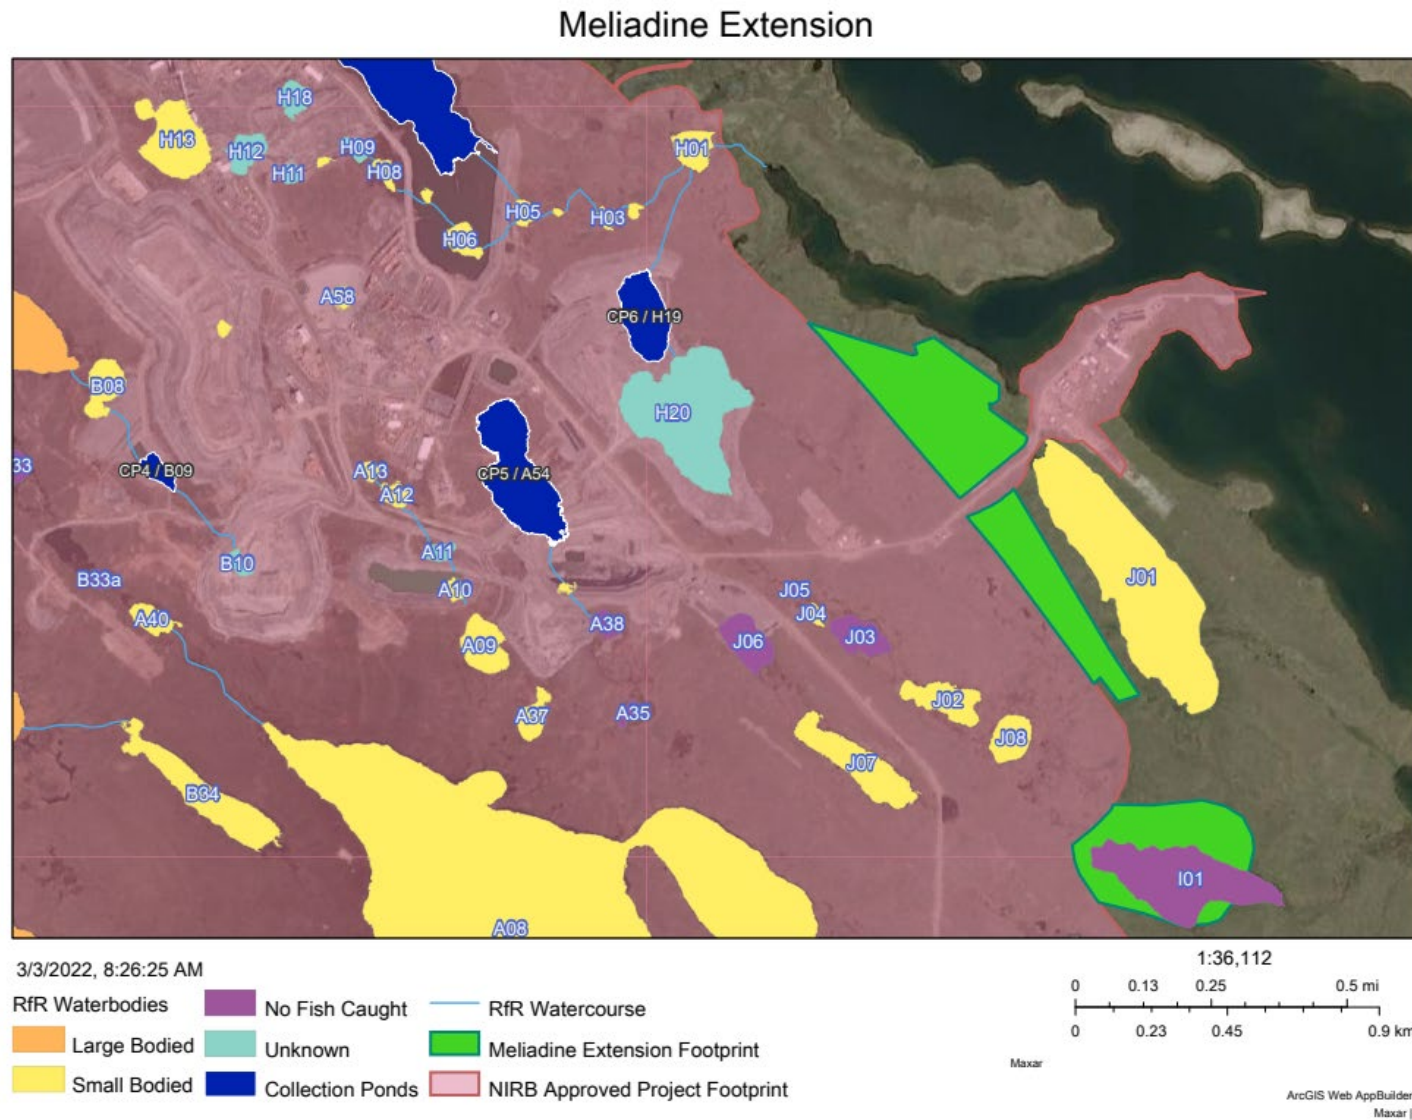 Meliadine Extension
H18
H13
H12
H09
H11
H08
H01
H05
H03
H06
A58
CP6 / H19
B08
H20
33
CP4 / B09
A13
A12
CP5 / A54
A11
B10
B33a
A10
J05
J01
A40
J04
A38
J06
J03
A09
J02
A37
A35
J08
J07
B34
I01
A08
3/3/2022, 8:26:25 AM
1:36,112
RfR Waterbodies
Large Bodied
Small Bodied
No Fish Caught
Unknown
Collection Ponds
RfR Watercourse
Meliadine Extension Footprint
NIRB Approved Project Footprint
0 0.13 0.25 0.5 mi
0 0.23 0.45 0.9 km
Maxar
ArcGIS Web AppBuilder
Maxar